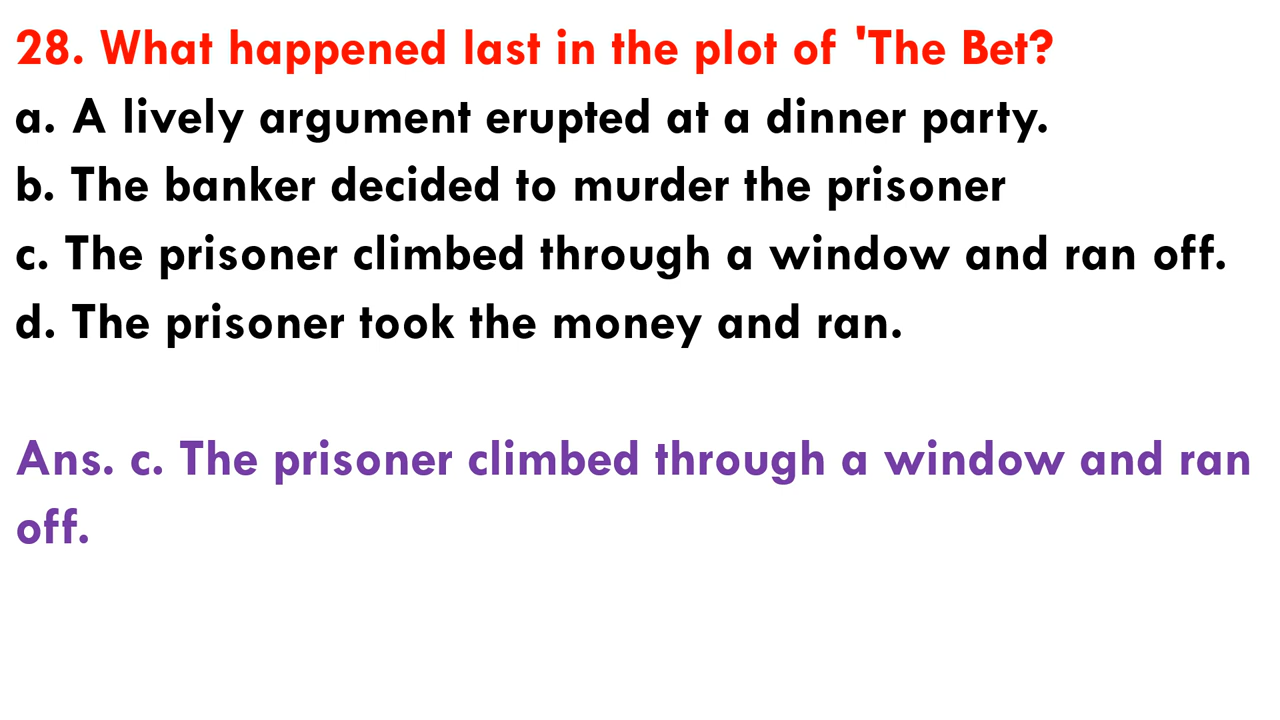 28. What happened last in the plot of 'The Bet?
a. A lively argument erupted at a dinner party.
b. The banker decided to murder the prisoner
c. The prisoner climbed through a window and ran off.
d. The prisoner took the money and ran.
Ans. c. The prisoner climbed through a window and ran
off.